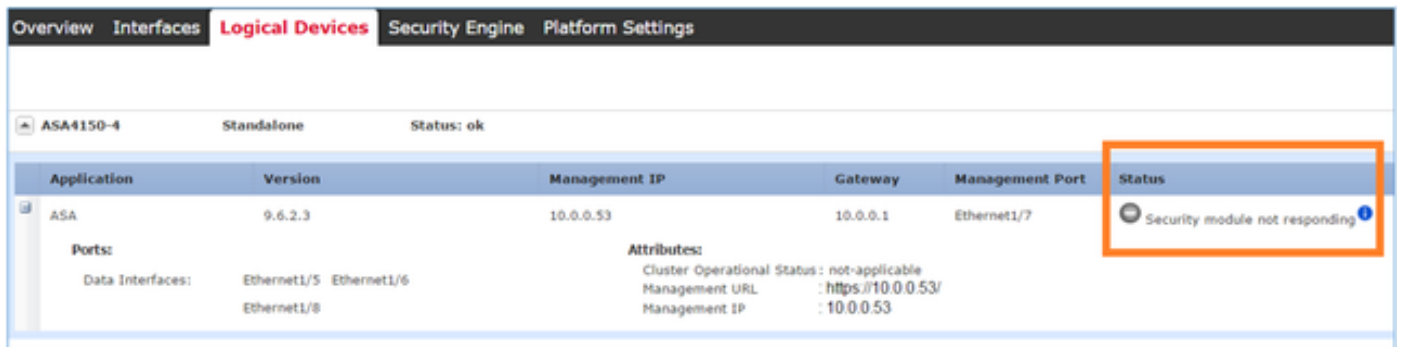 Overview Interfaces Logical Devices Security Engine Platform Settings
ASA4150-4 Standalone Status: ok
Application Version Management IP Gateway Management Port Status
ASA 9.6.2.3 10.0.0.53 10.0.0.1 Ethernet1/7 Security module not responding
Ports: Attributes:
Cluster Operational Status : not-applicable
Data Interfaces: Ethernet1/5 Ethernet1/6 Management URL : https://10.0.0.53/
Ethernet1/8 Management IP : 10.0.0.53